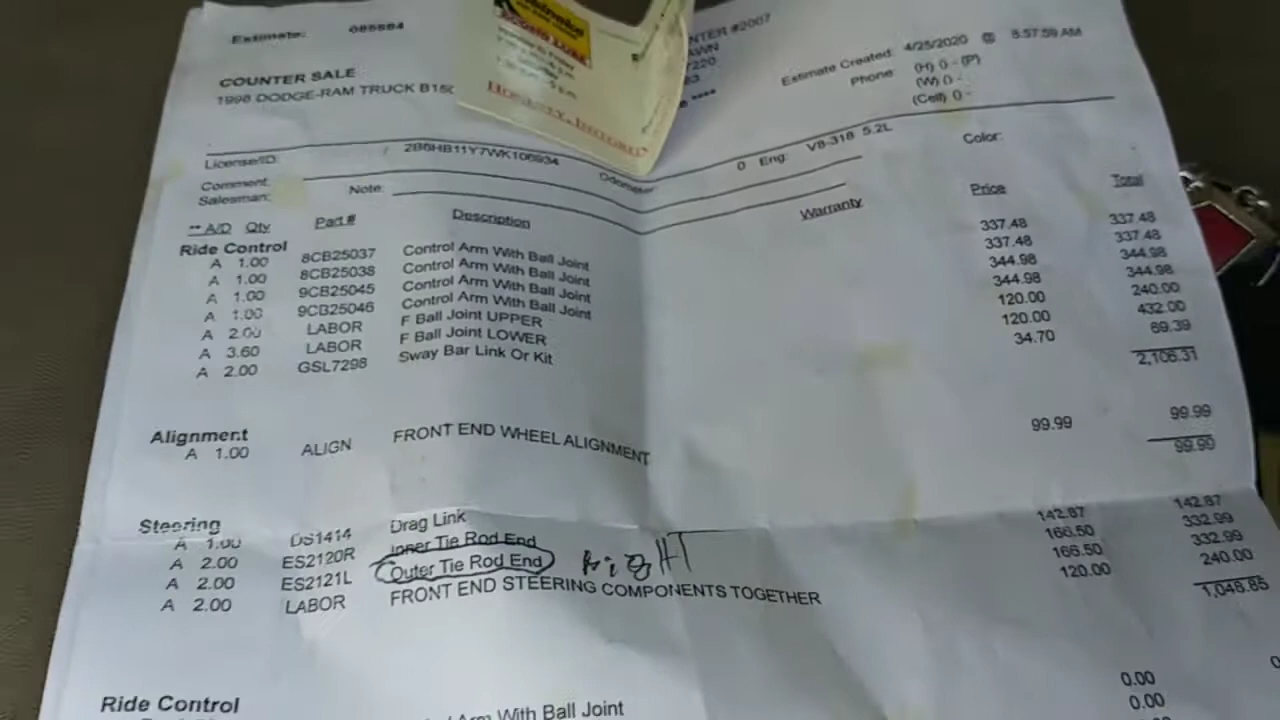 Estimate: 085584
NTER #2007
AWN
7220
Estimate Created: 4/25/2020 @ 8:57:59 AM
Phone: (H) () - (P)
(W) () -
(Cell) () -
COUNTER SALE
1998 DODGE-RAM TRUCK B150
License/ID: / 2B6HB11Y7WK106934 Odometer: 0 Eng: V8-318 5.2L Color:
Comment:
Salesman: Note:
** A/D Qty Part# Description Warranty Price Total
Ride Control
A 1.00 8CB25037 Control Arm With Ball Joint 337.48 337.48
A 1.00 8CB25038 Control Arm With Ball Joint 337.48 337.48
A 1.00 9CB25045 Control Arm With Ball Joint 344.98 344.98
A 1.00 9CB25046 Control Arm With Ball Joint 344.98 344.98
A 2.00 LABOR F Ball Joint UPPER 120.00 240.00
A 3.60 LABOR F Ball Joint LOWER 120.00 432.00
A 2.00 GSL7298 Sway Bar Link Or Kit 34.70 69.39
2,106.31
Alignment
A 1.00 ALIGN FRONT END WHEEL ALIGNMENT 99.99 99.99
99.99
Steering
A 1.00 DS1414 Drag Link 142.87 142.87
A 2.00 ES2120R Inner Tie Rod End 166.50 332.99
A 2.00 ES2121L Outer Tie Rod End 166.50 332.99
RigHT
A 2.00 LABOR FRONT END STEERING COMPONENTS TOGETHER 120.00 240.00
1,048.85
Ride Control 0.00
Arm With Ball Joint 0.00